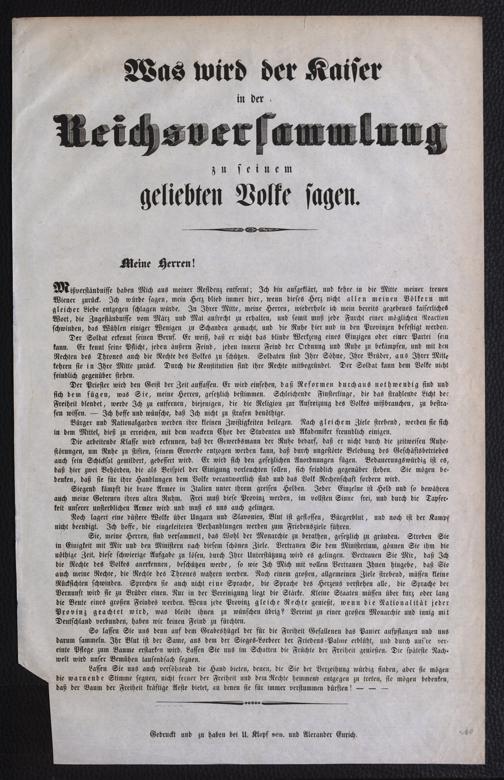 Was wird der Kaiser
in der
Reichsversammlung
zu seinem
geliebten Volke sagen.
Meine Herren!
Mißverständnisse haben Mich aus meiner Residenz entfernt; Ich bin aufgeklärt, und kehre in die Mitte meiner treuen
Wiener zurück. Ich würde sagen, mein Herz blieb immer hier, wenn dieses Herz nicht allen meinen Völkern mit
gleicher Liebe entgegen schlagen würde. In Ihrer Mitte, meine Herren, wiederhole ich mein bereits gegebenes kaiserliches
Wort, die Zugeständnisse vom März und Mai aufrecht zu erhalten, und somit muß jede Furcht einer möglichen Reaction
schwinden, das Wühlen einiger Wenigen zu Schanden gemacht, und die Ruhe hier und in den Provinzen befestigt werden.
Der Soldat erkennt seinen Beruf. Er weiß, daß er nicht das blinde Werkzeug eines Einzigen oder einer Partei sein
kann. Er kennt seine Pflicht, jeden äußern Feind, jeden innern Feind der Ordnung und Ruhe zu bekämpfen, und mit den
Rechten des Thrones auch die Rechte des Volkes zu schützen. Soldaten sind Ihre Söhne, Ihre Brüder, aus Ihrer Mitte
kehren sie in Ihre Mitte zurück. Durch die Konstitution sind ihre Rechte mitbegründet. Der Soldat kann dem Volke nicht
feindlich gegenüber stehen.
Der Priester wird den Geist der Zeit auffassen. Er wird einsehen, daß Reformen durchaus nothwendig sind und
sich dem fügen, was Sie, meine Herren, gesetzlich bestimmen. Schleichende Finsterlinge, die das strahlende Licht der
Freiheit blendet, werde Ich zu entfernen, diejenigen, die die Religion zur Aufreizung des Volkes mißbrauchen, zu bestra-
fen wissen. — Ich hoffe und wünsche, daß Ich nicht zu strafen benöthige.
Bürger und Nationalgarden werden ihre kleinen Zwistigkeiten beilegen. Nach gleichem Ziele strebend, werden sie sich
in dem Mittel, dieß zu erreichen, mit dem wackern Chor der Studenten und Akademiker freundlich einigen.
Die arbeitende Klasse wird erkennen, daß der Gewerbsmann der Ruhe bedarf, daß er nicht durch die zeitweisen Ruhe-
störungen, um Ruhe zu stiften, seinem Erwerbe entzogen werden kann, daß durch ungestörte Belebung des Geschäftsbetriebes
auch sein Schicksal gemildert, gebessert wird. Er wird sich den gesetzlichen Anordnungen fügen. Bedauerungswürdig ist es,
daß hier zwei Behörden, die als Beispiel der Einigung vorleuchten sollen, sich feindlich gegenüber stehen. Sie mögen be-
denken, daß sie für ihre Handlungen dem Volke verantwortlich sind und das Volk Rechenschaft fordern wird.
Siegend kämpft die brave Armee in Italien unter ihrem greisen Helden. Jeder Einzelne ist Held und so bewähren
auch meine Getreuen ihren alten Ruhm. Frei muß diese Provinz werden, im vollsten Sinne frei, und durch die Tapfer-
keit unserer unsterblichen Armee wird und muß es uns auch gelingen.
Noch lagert eine düstere Wolke über Ungarn und Slavonien, Blut ist geflossen, Bürgerblut, und noch ist der Kampf
nicht beendigt. Ich hoffe, die eingeleiteten Verhandlungen werden zum Friedensziele führen.
Sie, meine Herren, sind versammelt, das Wohl der Monarchie zu berathen, gesetzlich zu gründen. Streben Sie
in Einigkeit mit Mir und den Ministern nach diesem schönen Ziele. Vertrauen Sie dem Ministerium, gönnen Sie ihm die
nöthige Zeit, diese schwierige Aufgabe zu lösen, durch Ihre Unterstützung wird es gelingen. Vertrauen Sie Mir, daß Ich
die Rechte des Volkes anerkennen, beschützen werde, so wie Ich Mich mit vollem Vertrauen Ihnen hingebe, daß Sie
auch meine Rechte, die Rechte des Thrones wahren werden. Nach einem großen, allgemeinen Ziele strebend, müssen kleine
Rücksichten schwinden. Sprechen sie auch nicht eine Sprache, die Sprache des Herzens verstehen alle, die Sprache der
Vernunft wird sie zu Brüder einen. Nur in der Vereinigung liegt die Stärke. Kleine Staaten müssen über kurz oder lang
die Beute eines großen Feindes werden. Wenn jede Provinz gleiche Rechte genießt, wenn die Nationalität jeder
Provinz geachtet wird, was bleibt ihnen zu wünschen übrig? Vereint zu einer großen Monarchie und innig mit
Deutschland verbunden, haben wir keinen Feind zu fürchten.
So lassen Sie uns denn auf dem Grabeshügel der für die Freiheit Gefallenen das Panier aufpflanzen und uns
darum sammeln. Ihr Blut ist der Same, aus dem der Sieges-Lorbeer der Friedens-Palme erblüht, und durch unsere ver-
einte Pflege zum Baume erstarken wird. Lassen Sie uns im Schatten die Früchte der Freiheit genießen. Die späteste Nach-
welt wird unser Bemühen tausendfach segnen.
Lassen Sie uns auch versöhnend die Hand bieten, denen, die Sie der Verzeihung würdig finden, aber sie mögen
die warnende Stimme segnen, nicht ferner der Freiheit und dem Rechte hemmend entgegen zu treten, sie mögen bedenken,
daß der Baum der Freiheit kräftige Aeste bietet, an denen sie für immer verstummen dürften! — — —
Gedruckt und zu haben bei U. Klopf sen. und Alexander Eurich.